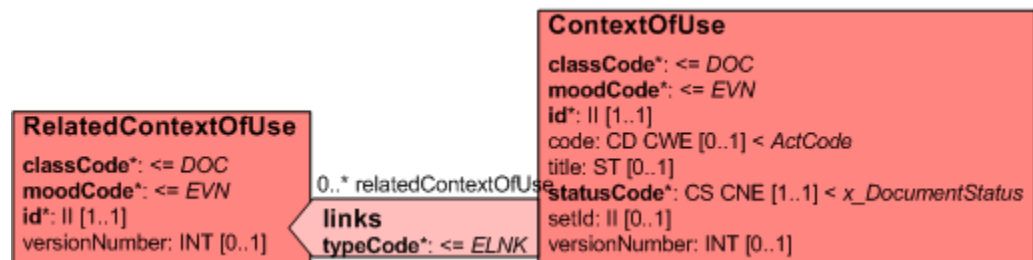 ContextOfUse
classCode*: <= DOC
moodCode*: <= EVN
id*: II [1..1]
code: CD CWE [0..1] < ActCode
title: ST [0..1]
statusCode*: CS CNE [1..1] < x_DocumentStatus
setId: II [0..1]
versionNumber: INT [0..1]
RelatedContextOfUse
classCode*: <= DOC
moodCode*: <= EVN
id*: II [1..1]
versionNumber: INT [0..1]
0..* relatedContextOfUse
links
typeCode*: <= ELNK